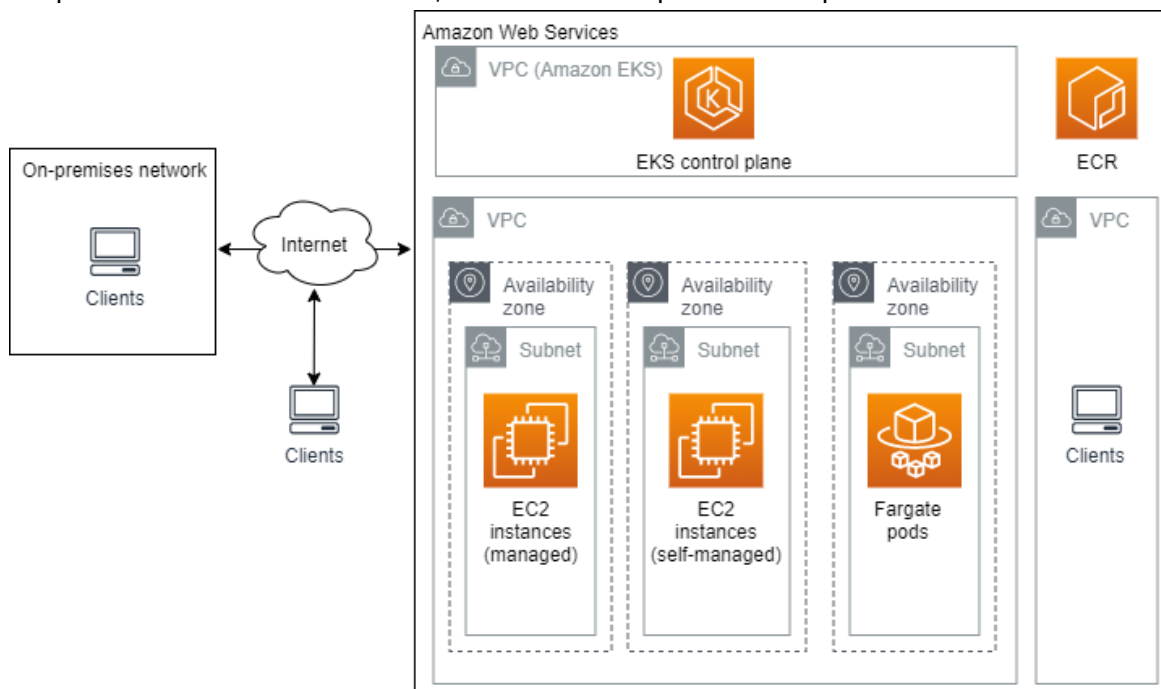 Amazon Web Services
VPC (Amazon EKS)
EKS control plane
ECR
On-premises network
Clients
Internet
Clients
VPC
Availability
zone
Subnet
EC2
instances
(managed)
Availability
zone
Subnet
EC2
instances
(self-managed)
Availability
zone
Subnet
Fargate
pods
VPC
Clients